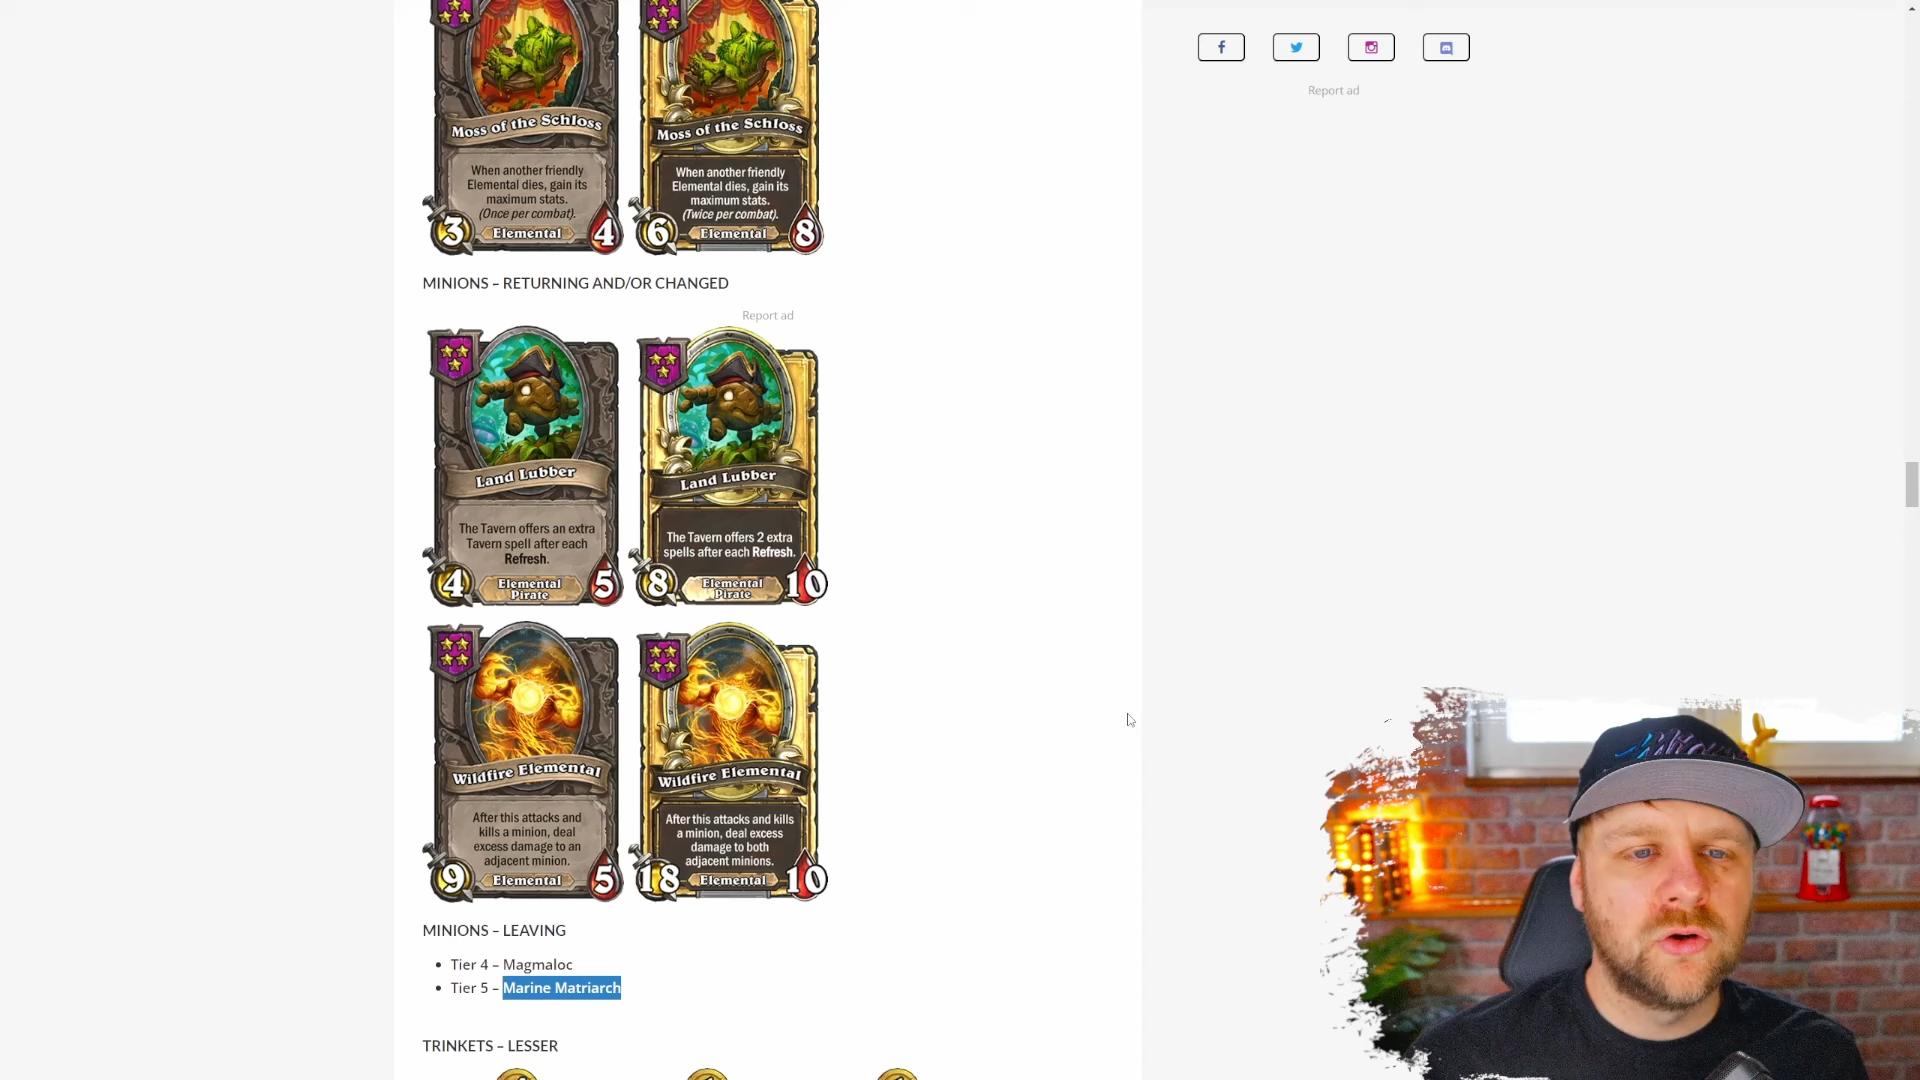 Report ad
Moss of the Schloss
When another friendly
Elemental dies, gain its
maximum stats.
(Once per combat).
3
Elemental
4
Moss of the Schloss
When another friendly
Elemental dies, gain its
maximum stats.
(Twice per combat).
6
Elemental
8
MINIONS – RETURNING AND/OR CHANGED
Report ad
Land Lubber
The Tavern offers an extra
Tavern spell after each
Refresh.
4
Elemental
Pirate
5
Land Lubber
The Tavern offers 2 extra
spells after each Refresh.
8
Elemental
Pirate
10
Wildfire Elemental
After this attacks and
kills a minion, deal
excess damage to an
adjacent minion.
9
Elemental
5
Wildfire Elemental
After this attacks and kills
a minion, deal excess
damage to both
adjacent minions.
18
Elemental
10
MINIONS – LEAVING
• Tier 4 – Magmaloc
• Tier 5 – Marine Matriarch
TRINKETS – LESSER